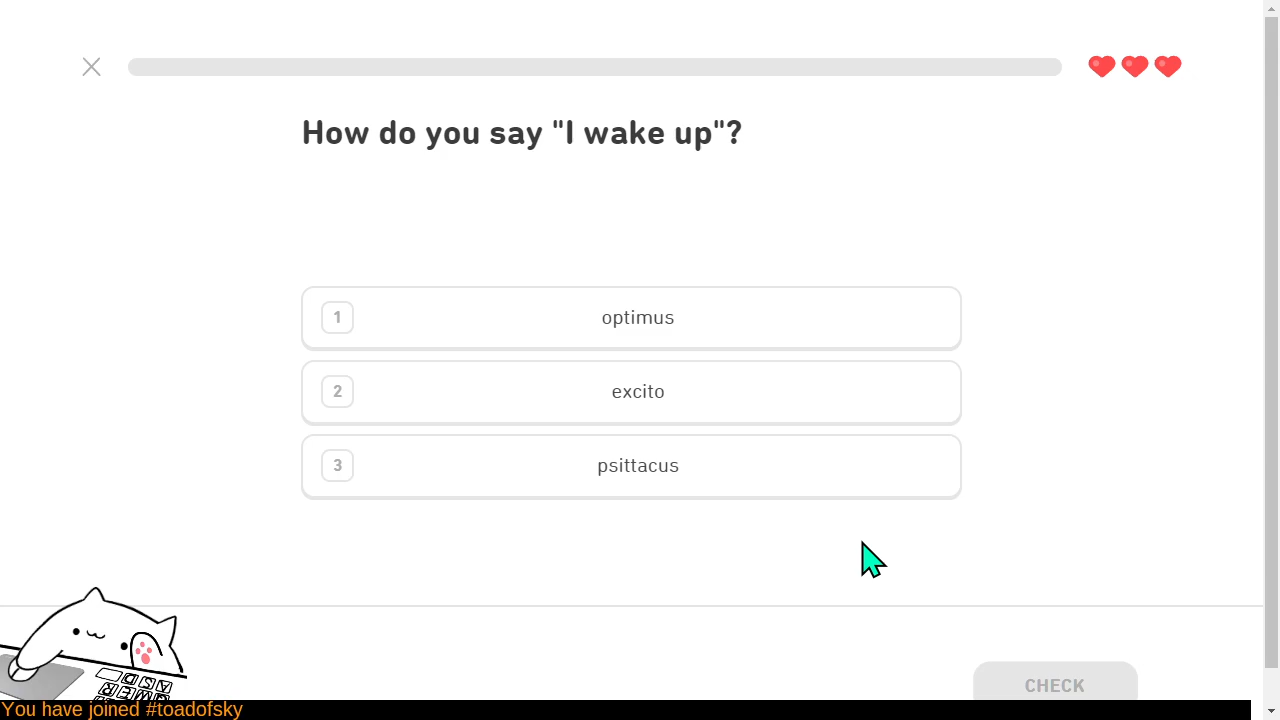 How do you say "I wake up"?
1 optimus
2 excito
3 psittacus
CHECK
You have joined #toadofsky